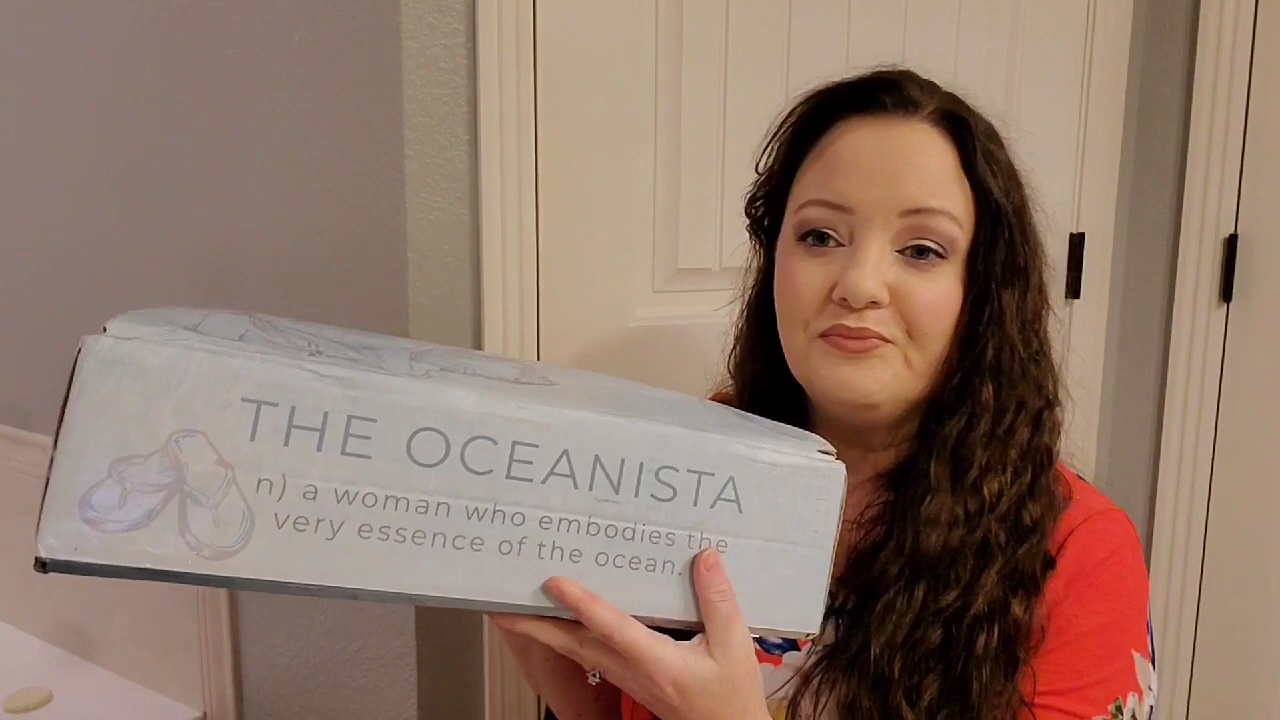 THE OCEANISTA
n) a woman who embodies the
very essence of the ocean.